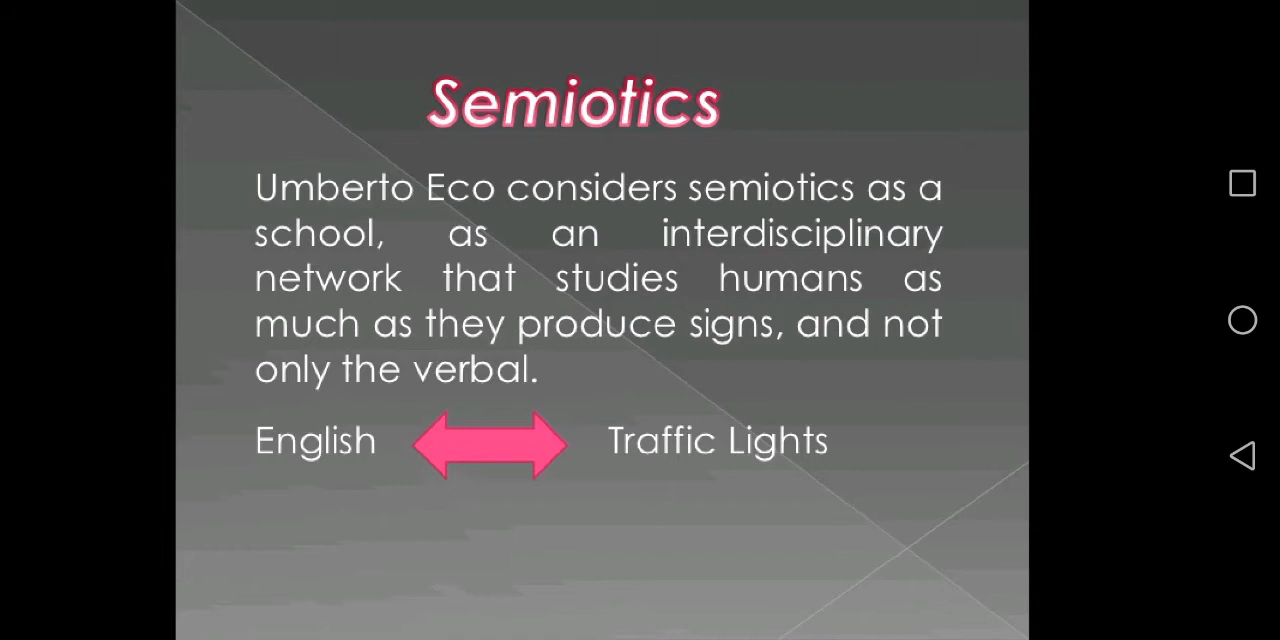 Semiotics
Umberto Eco considers semiotics as a
school, as an interdisciplinary
network that studies humans as
much as they produce signs, and not
only the verbal.
English Traffic Lights